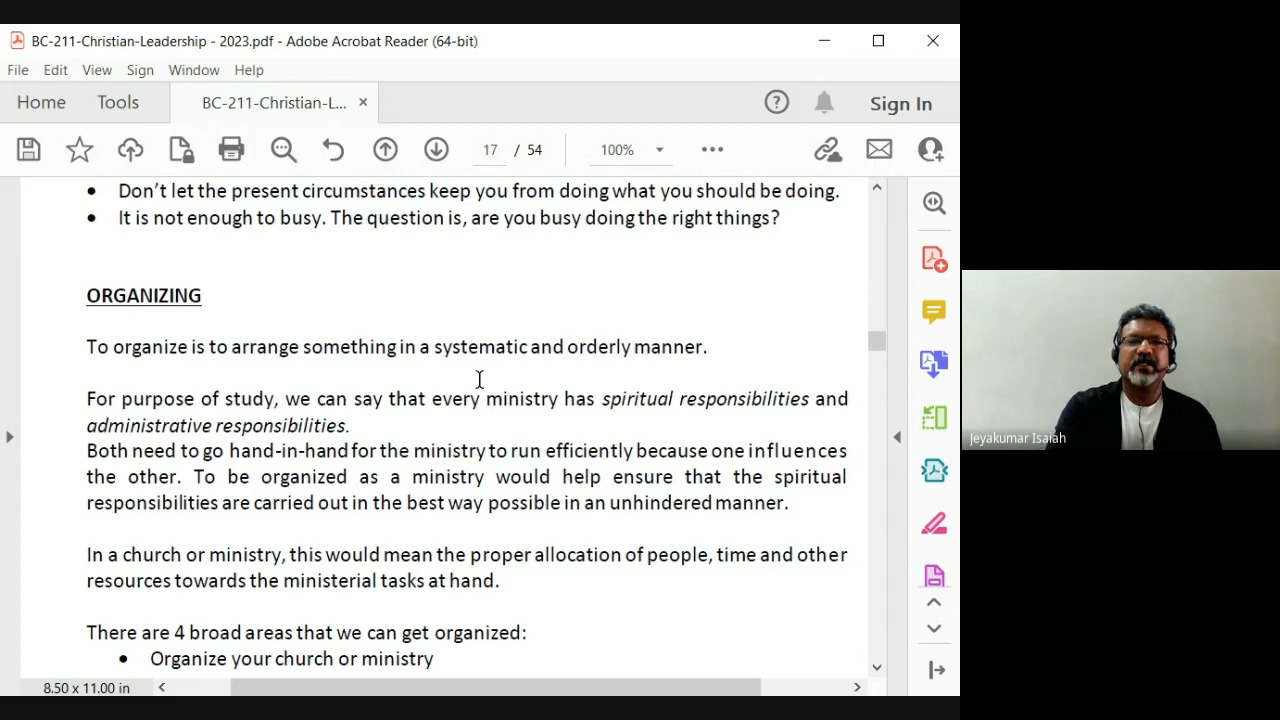 BC-211-Christian-Leadership - 2023.pdf - Adobe Acrobat Reader (64-bit)
File Edit View Sign Window Help
Home Tools BC-211-Christian-L... × Sign In
17 / 54 100%
• Don’t let the present circumstances keep you from doing what you should be doing.
• It is not enough to busy. The question is, are you busy doing the right things?
ORGANIZING
To organize is to arrange something in a systematic and orderly manner.
For purpose of study, we can say that every ministry has spiritual responsibilities and
administrative responsibilities.
Both need to go hand-in-hand for the ministry to run efficiently because one influences
the other. To be organized as a ministry would help ensure that the spiritual
responsibilities are carried out in the best way possible in an unhindered manner.
In a church or ministry, this would mean the proper allocation of people, time and other
resources towards the ministerial tasks at hand.
There are 4 broad areas that we can get organized:
• Organize your church or ministry
8.50 x 11.00 in
Jeyakumar Isaiah